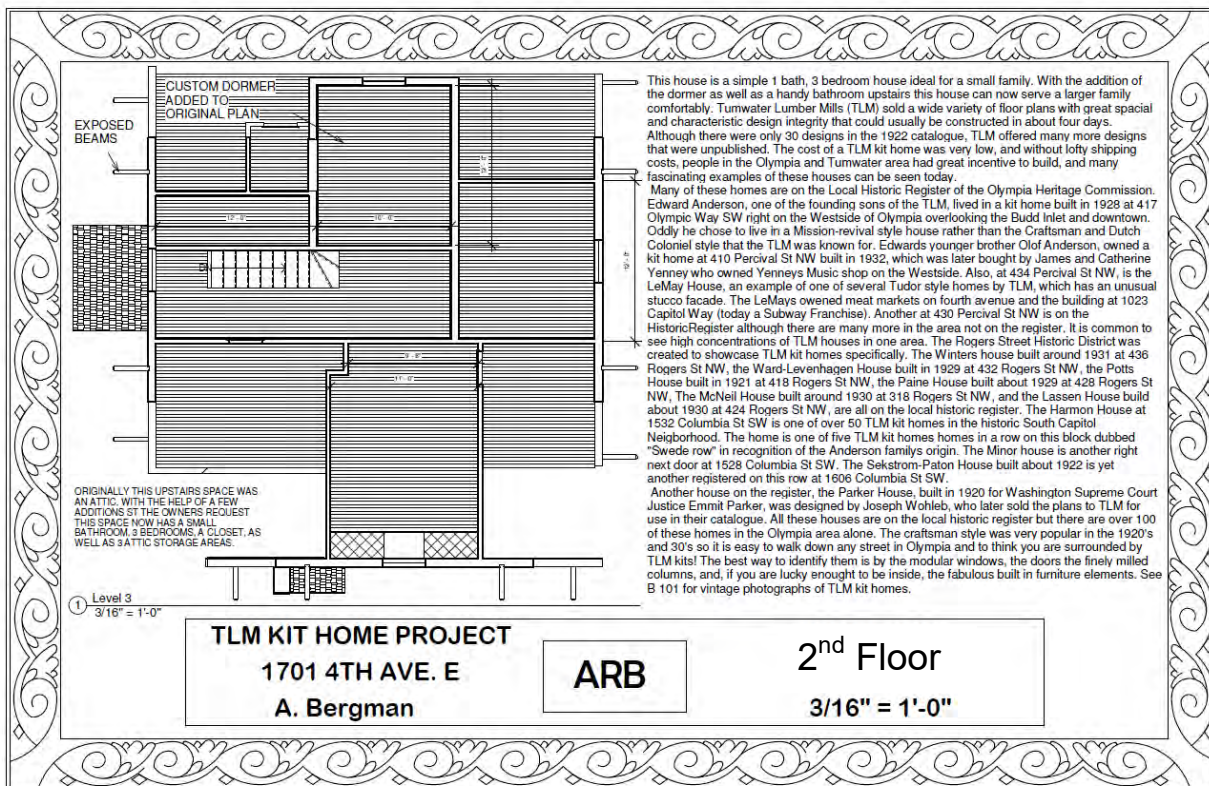 CUSTOM DORMER
ADDED TO
ORIGINAL PLAN
EXPOSED
BEAMS
12' - 0"
10' - 0"
DN
9' - 8"
11' - 0"
ORIGINALLY THIS UPSTAIRS SPACE WAS
AN ATTIC. WITH THE HELP OF A FEW
ADDITIONS ST THE OWNERS REQUEST
THIS SPACE NOW HAS A SMALL
BATHROOM, 3 BEDROOMS, A CLOSET, AS
WELL AS 3 ATTIC STORAGE AREAS.
1
Level 3
3/16" = 1'-0"
This house is a simple 1 bath, 3 bedroom house ideal for a small family. With the addition of
the dormer as well as a handy bathroom upstairs this house can now serve a larger family
comfortably. Tumwater Lumber Mills (TLM) sold a wide variety of floor plans with great spacial
and characteristic design integrity that could usually be constructed in about four days.
Although there were only 30 designs in the 1922 catalogue, TLM offered many more designs
that were unpublished. The cost of a TLM kit home was very low, and without lofty shipping
costs, people in the Olympia and Tumwater area had great incentive to build, and many
fascinating examples of these houses can be seen today.
Many of these homes are on the Local Historic Register of the Olympia Heritage Commission.
Edward Anderson, one of the founding sons of the TLM, lived in a kit home built in 1928 at 417
Olympic Way SW right on the Westside of Olympia overlooking the Budd Inlet and downtown.
Oddly he chose to live in a Mission-revival style house rather than the Craftsman and Dutch
Coloniel style that the TLM was known for. Edwards younger brother Olof Anderson, owned a
kit home at 410 Percival St NW built in 1932, which was later bought by James and Catherine
Yenney who owned Yenneys Music shop on the Westside. Also, at 434 Percival St NW, is the
LeMay House, an example of one of several Tudor style homes by TLM, which has an unusual
stucco facade. The LeMays owened meat markets on fourth avenue and the building at 1023
Capitol Way (today a Subway Franchise). Another at 430 Percival St NW is on the
HistoricRegister although there are many more in the area not on the register. It is common to
see high concentrations of TLM houses in one area. The Rogers Street Historic District was
created to showcase TLM kit homes specifically. The Winters house built around 1931 at 436
Rogers St NW, the Ward-Levenhagen House built in 1929 at 432 Rogers St NW, the Potts
House built in 1921 at 418 Rogers St NW, the Paine House built about 1929 at 428 Rogers St
NW, The McNeil House built around 1930 at 318 Rogers St NW, and the Lassen House build
about 1930 at 424 Rogers St NW, are all on the local historic register. The Harmon House at
1532 Columbia St SW is one of over 50 TLM kit homes in the historic South Capitol
Neigborhood. The home is one of five TLM kit homes homes in a row on this block dubbed
"Swede row" in recognition of the Anderson familys origin. The Minor house is another right
next door at 1528 Columbia St SW. The Sekstrom-Paton House built about 1922 is yet
another registered on this row at 1606 Columbia St SW.
Another house on the register, the Parker House, built in 1920 for Washington Supreme Court
Justice Emmit Parker, was designed by Joseph Wohleb, who later sold the plans to TLM for
use in their catalogue. All these houses are on the local historic register but there are over 100
of these homes in the Olympia area alone. The craftsman style was very popular in the 1920's
and 30's so it is easy to walk down any street in Olympia and to think you are surrounded by
TLM kits! The best way to identify them is by the modular windows, the doors the finely milled
columns, and, if you are lucky enought to be inside, the fabulous built in furniture elements. See
B 101 for vintage photographs of TLM kit homes.
TLM KIT HOME PROJECT
1701 4TH AVE. E
A. Bergman
ARB
2nd Floor
3/16" = 1'-0"